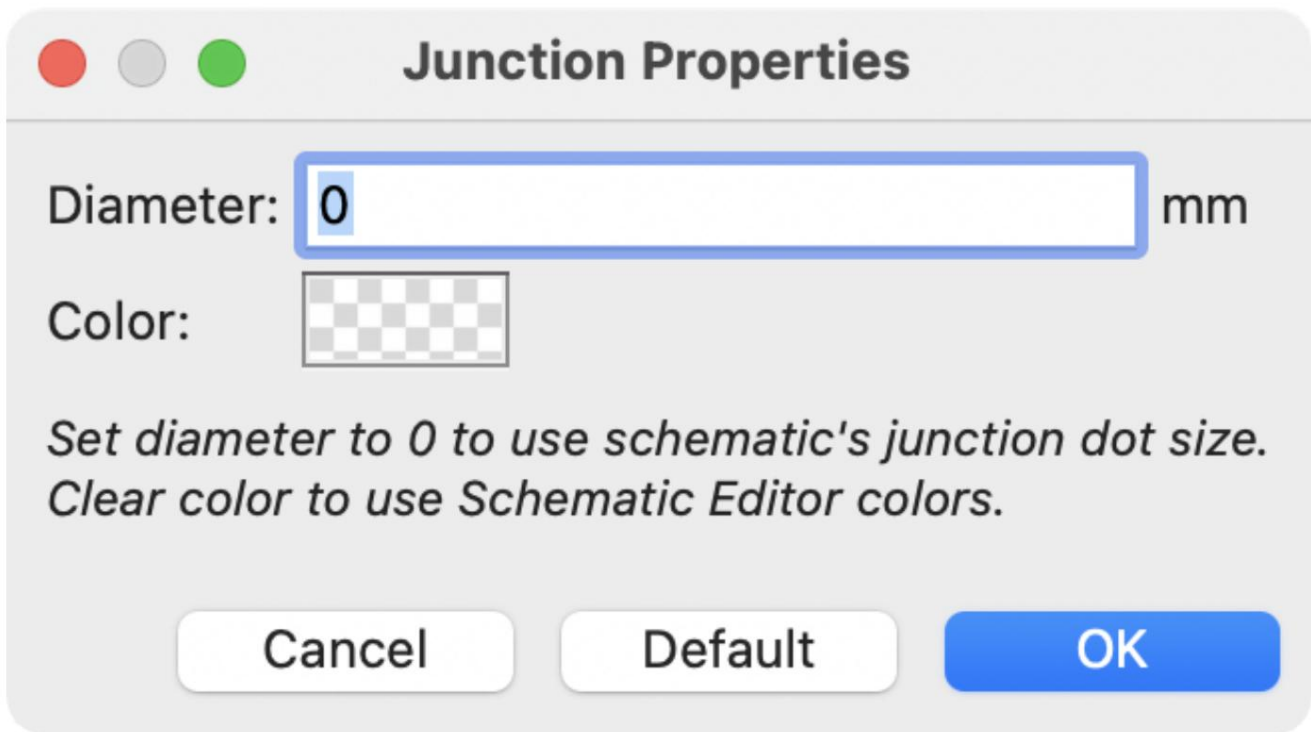 Junction Properties
Diameter: 0 mm
Color:
Set diameter to 0 to use schematic's junction dot size.
Clear color to use Schematic Editor colors.
Cancel Default OK